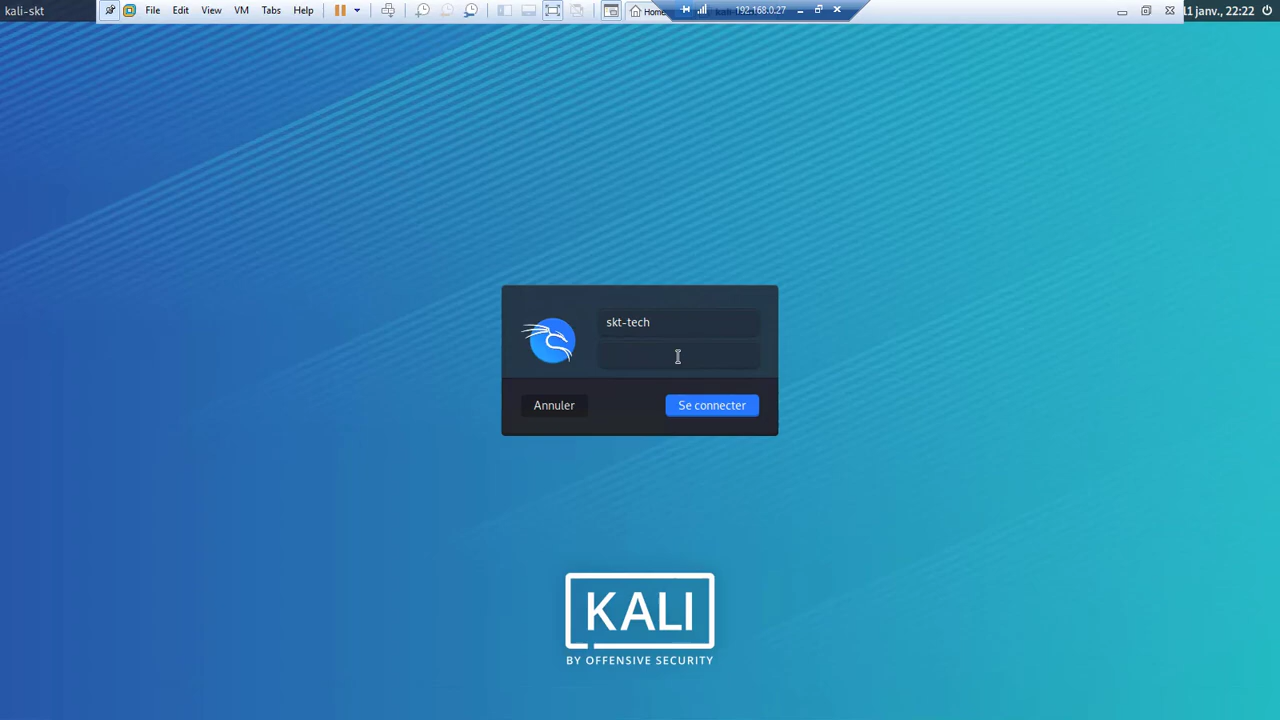 kali-skt
File Edit View VM Tabs Help
Home
192.168.0.27
janv., 22:22
skt-tech
Annuler
Se connecter
KALI
BY OFFENSIVE SECURITY